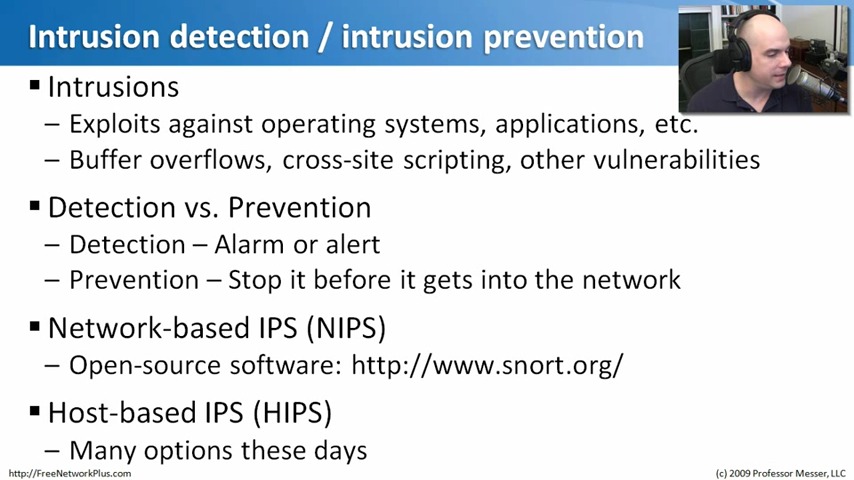 Intrusion detection / intrusion prevention
▪ Intrusions
– Exploits against operating systems, applications, etc.
– Buffer overflows, cross-site scripting, other vulnerabilities
▪ Detection vs. Prevention
– Detection – Alarm or alert
– Prevention – Stop it before it gets into the network
▪ Network-based IPS (NIPS)
– Open-source software: http://www.snort.org/
▪ Host-based IPS (HIPS)
– Many options these days
http://FreeNetworkPlus.com
(c) 2009 Professor Messer, LLC